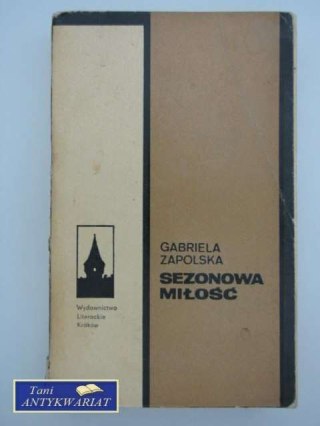 GABRIELA
ZAPOLSKA
SEZONOWA
MIŁOŚĆ
Wydawnictwo
Literackie
Kraków
Tani
ANTYKWARIAT